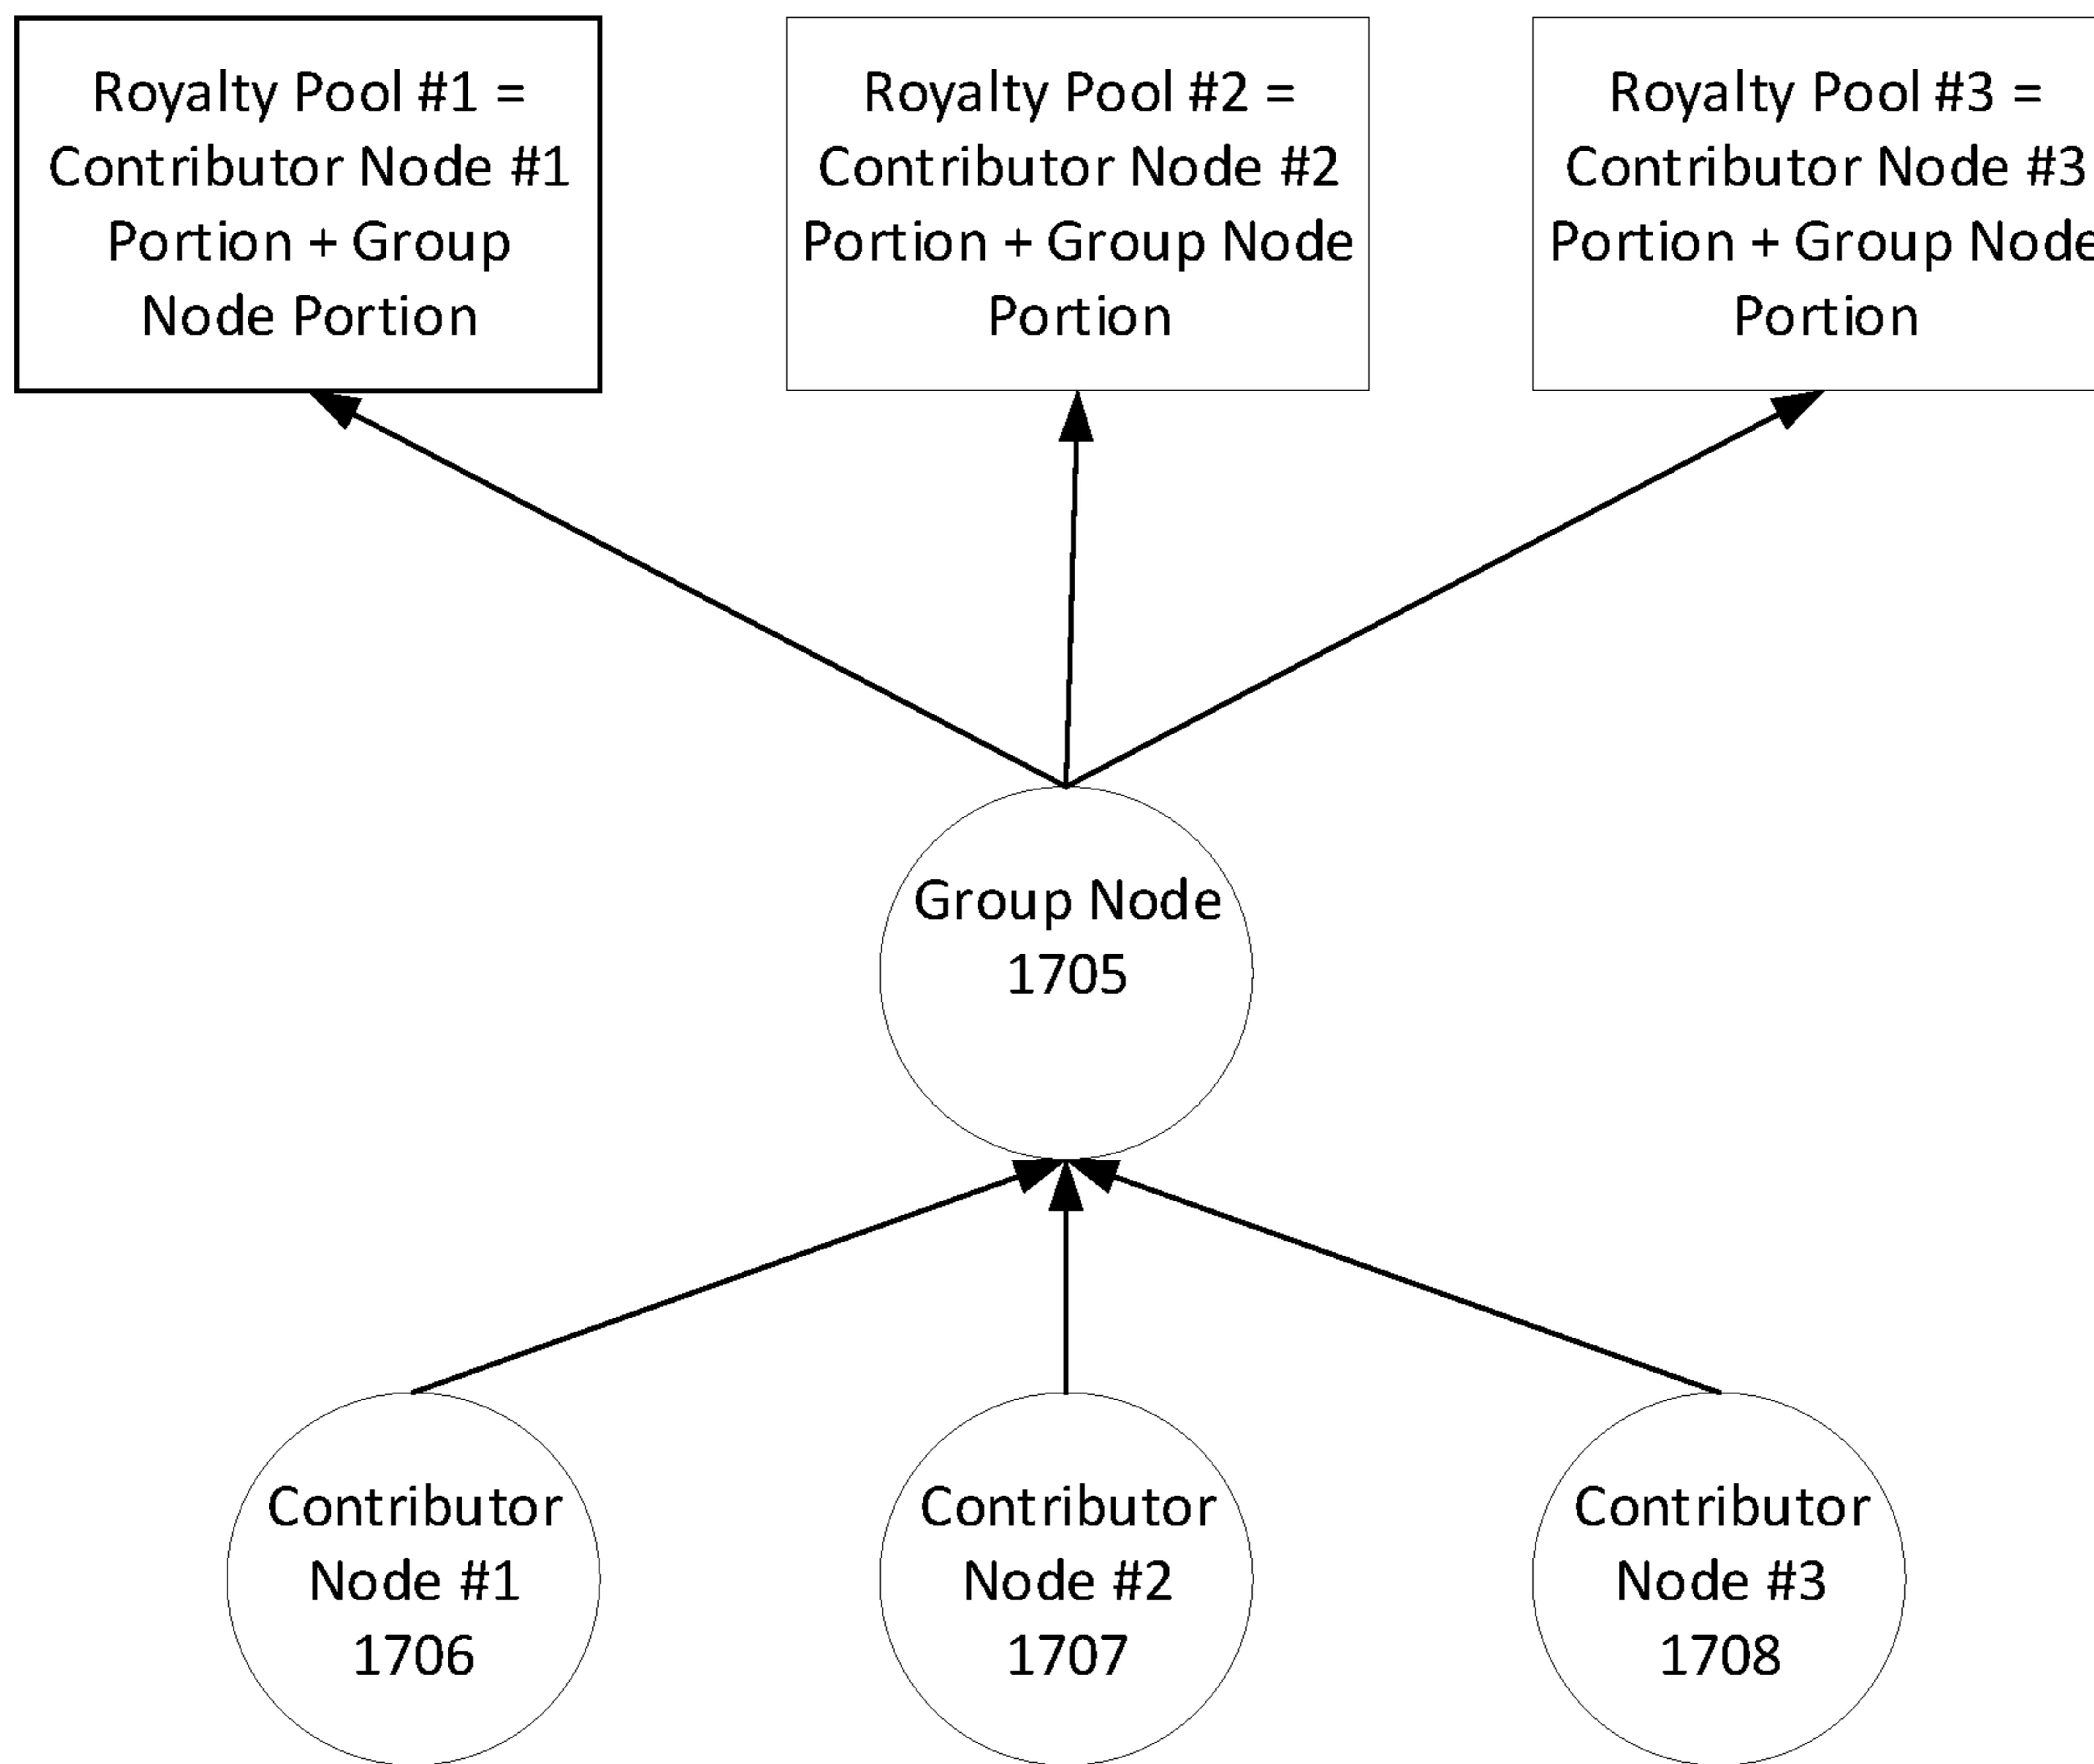 Royalty Pool #1 =
Contributor Node #1
Portion + Group
Node Portion
Royalty Pool #2 =
Contributor Node #2
Portion + Group Node
Portion
Royalty Pool #3 =
Contributor Node #3
Portion + Group Node
Portion
Group Node
1705
Contributor
Node #1
1706
Contributor
Node #2
1707
Contributor
Node #3
1708